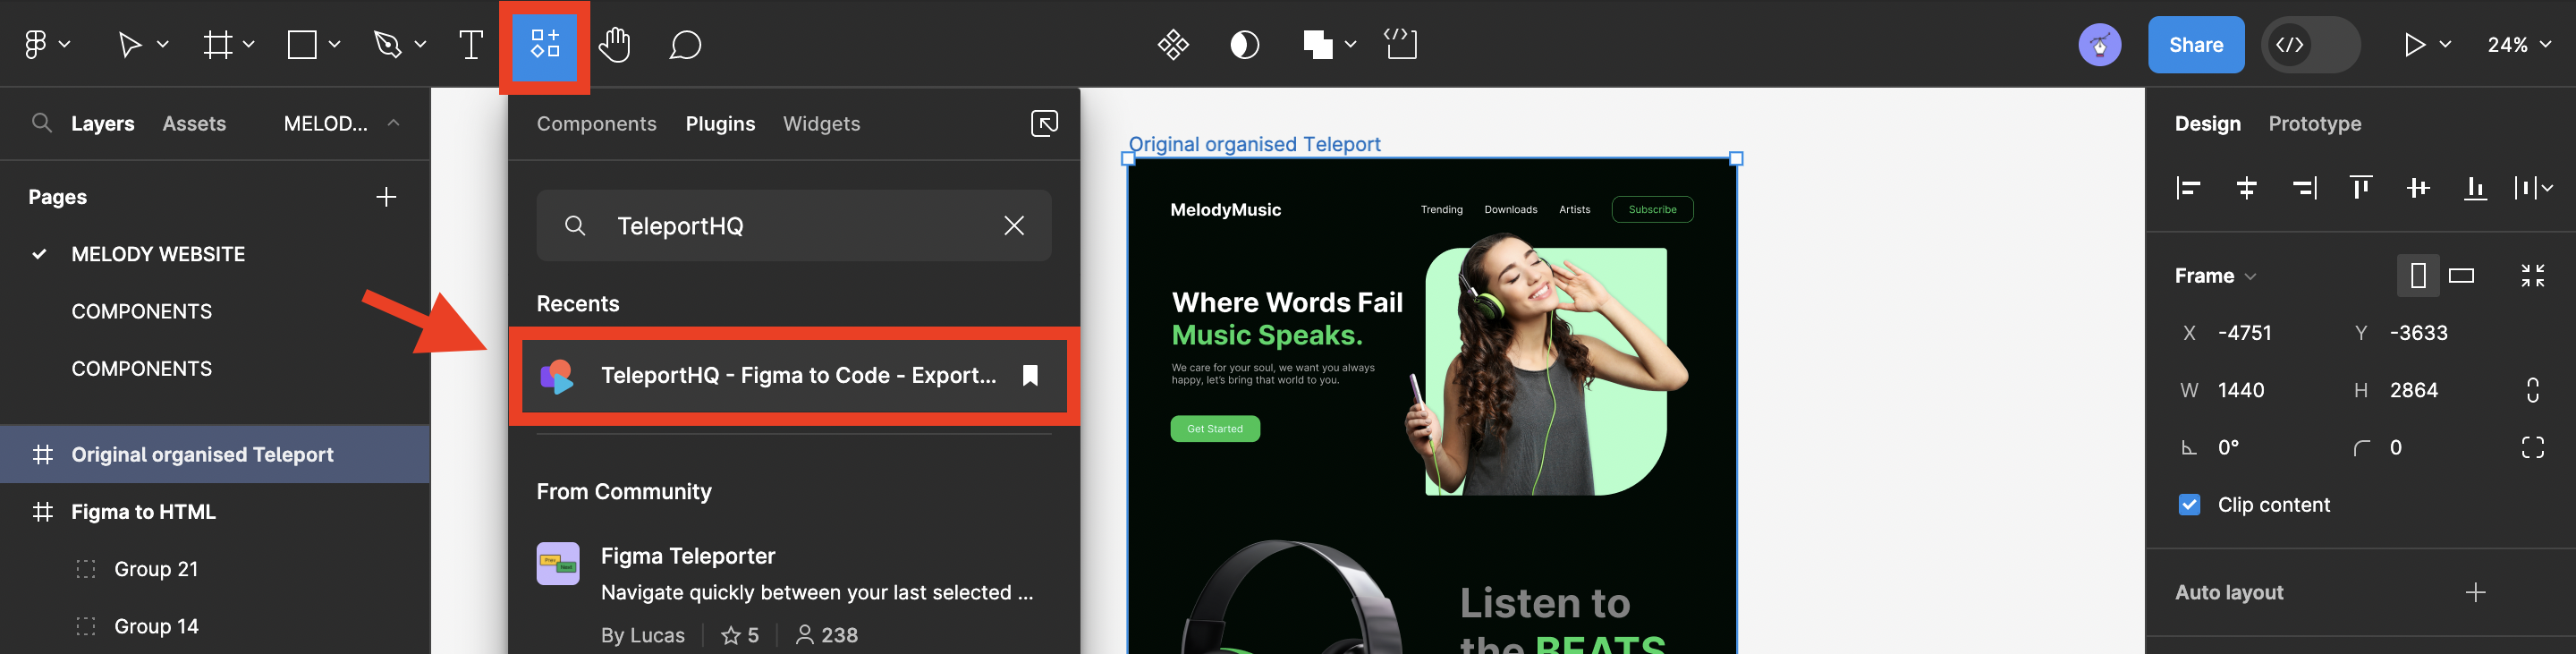 Share
24%
Layers
Assets
MELOD...
Pages
MELODY WEBSITE
COMPONENTS
COMPONENTS
Original organised Teleport
Figma to HTML
Group 21
Group 14
Components
Plugins
Widgets
TeleportHQ
Recents
TeleportHQ - Figma to Code - Export...
From Community
Figma Teleporter
Navigate quickly between your last selected ...
By Lucas
5
238
Original organised Teleport
MelodyMusic
Trending
Downloads
Artists
Subscribe
Where Words Fail
Music Speaks.
We care for your soul, we want you always
happy, let's bring that world to you.
Get Started
Listen to
the BEATS
Design
Prototype
Frame
X -4751
Y -3633
W 1440
H 2864
0°
0
Clip content
Auto layout